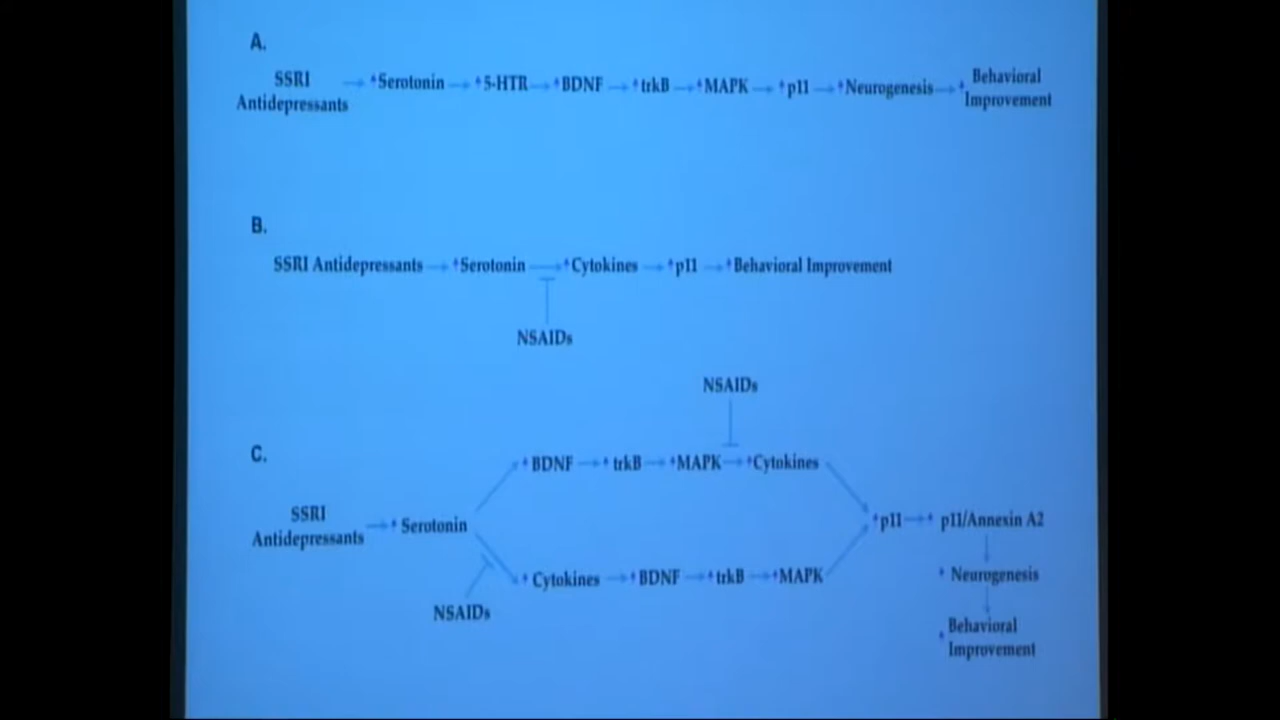 A.
SSRI Antidepressants → ↑Serotonin → ↑5-HTR → ↑BDNF → ↑trkB → ↑MAPK → ↑p11 → ↑Neurogenesis → ↑Behavioral Improvement
B.
SSRI Antidepressants → ↑Serotonin → ↑Cytokines → ↑p11 → ↑Behavioral Improvement
NSAIDs
NSAIDs
C.
↑BDNF → ↑trkB → ↑MAPK → ↑Cytokines
SSRI Antidepressants → ↑Serotonin
↑p11 → ↑p11/Annexin A2
↑Cytokines → ↑BDNF → ↑trkB → ↑MAPK
↑Neurogenesis
NSAIDs
↑Behavioral
Improvement